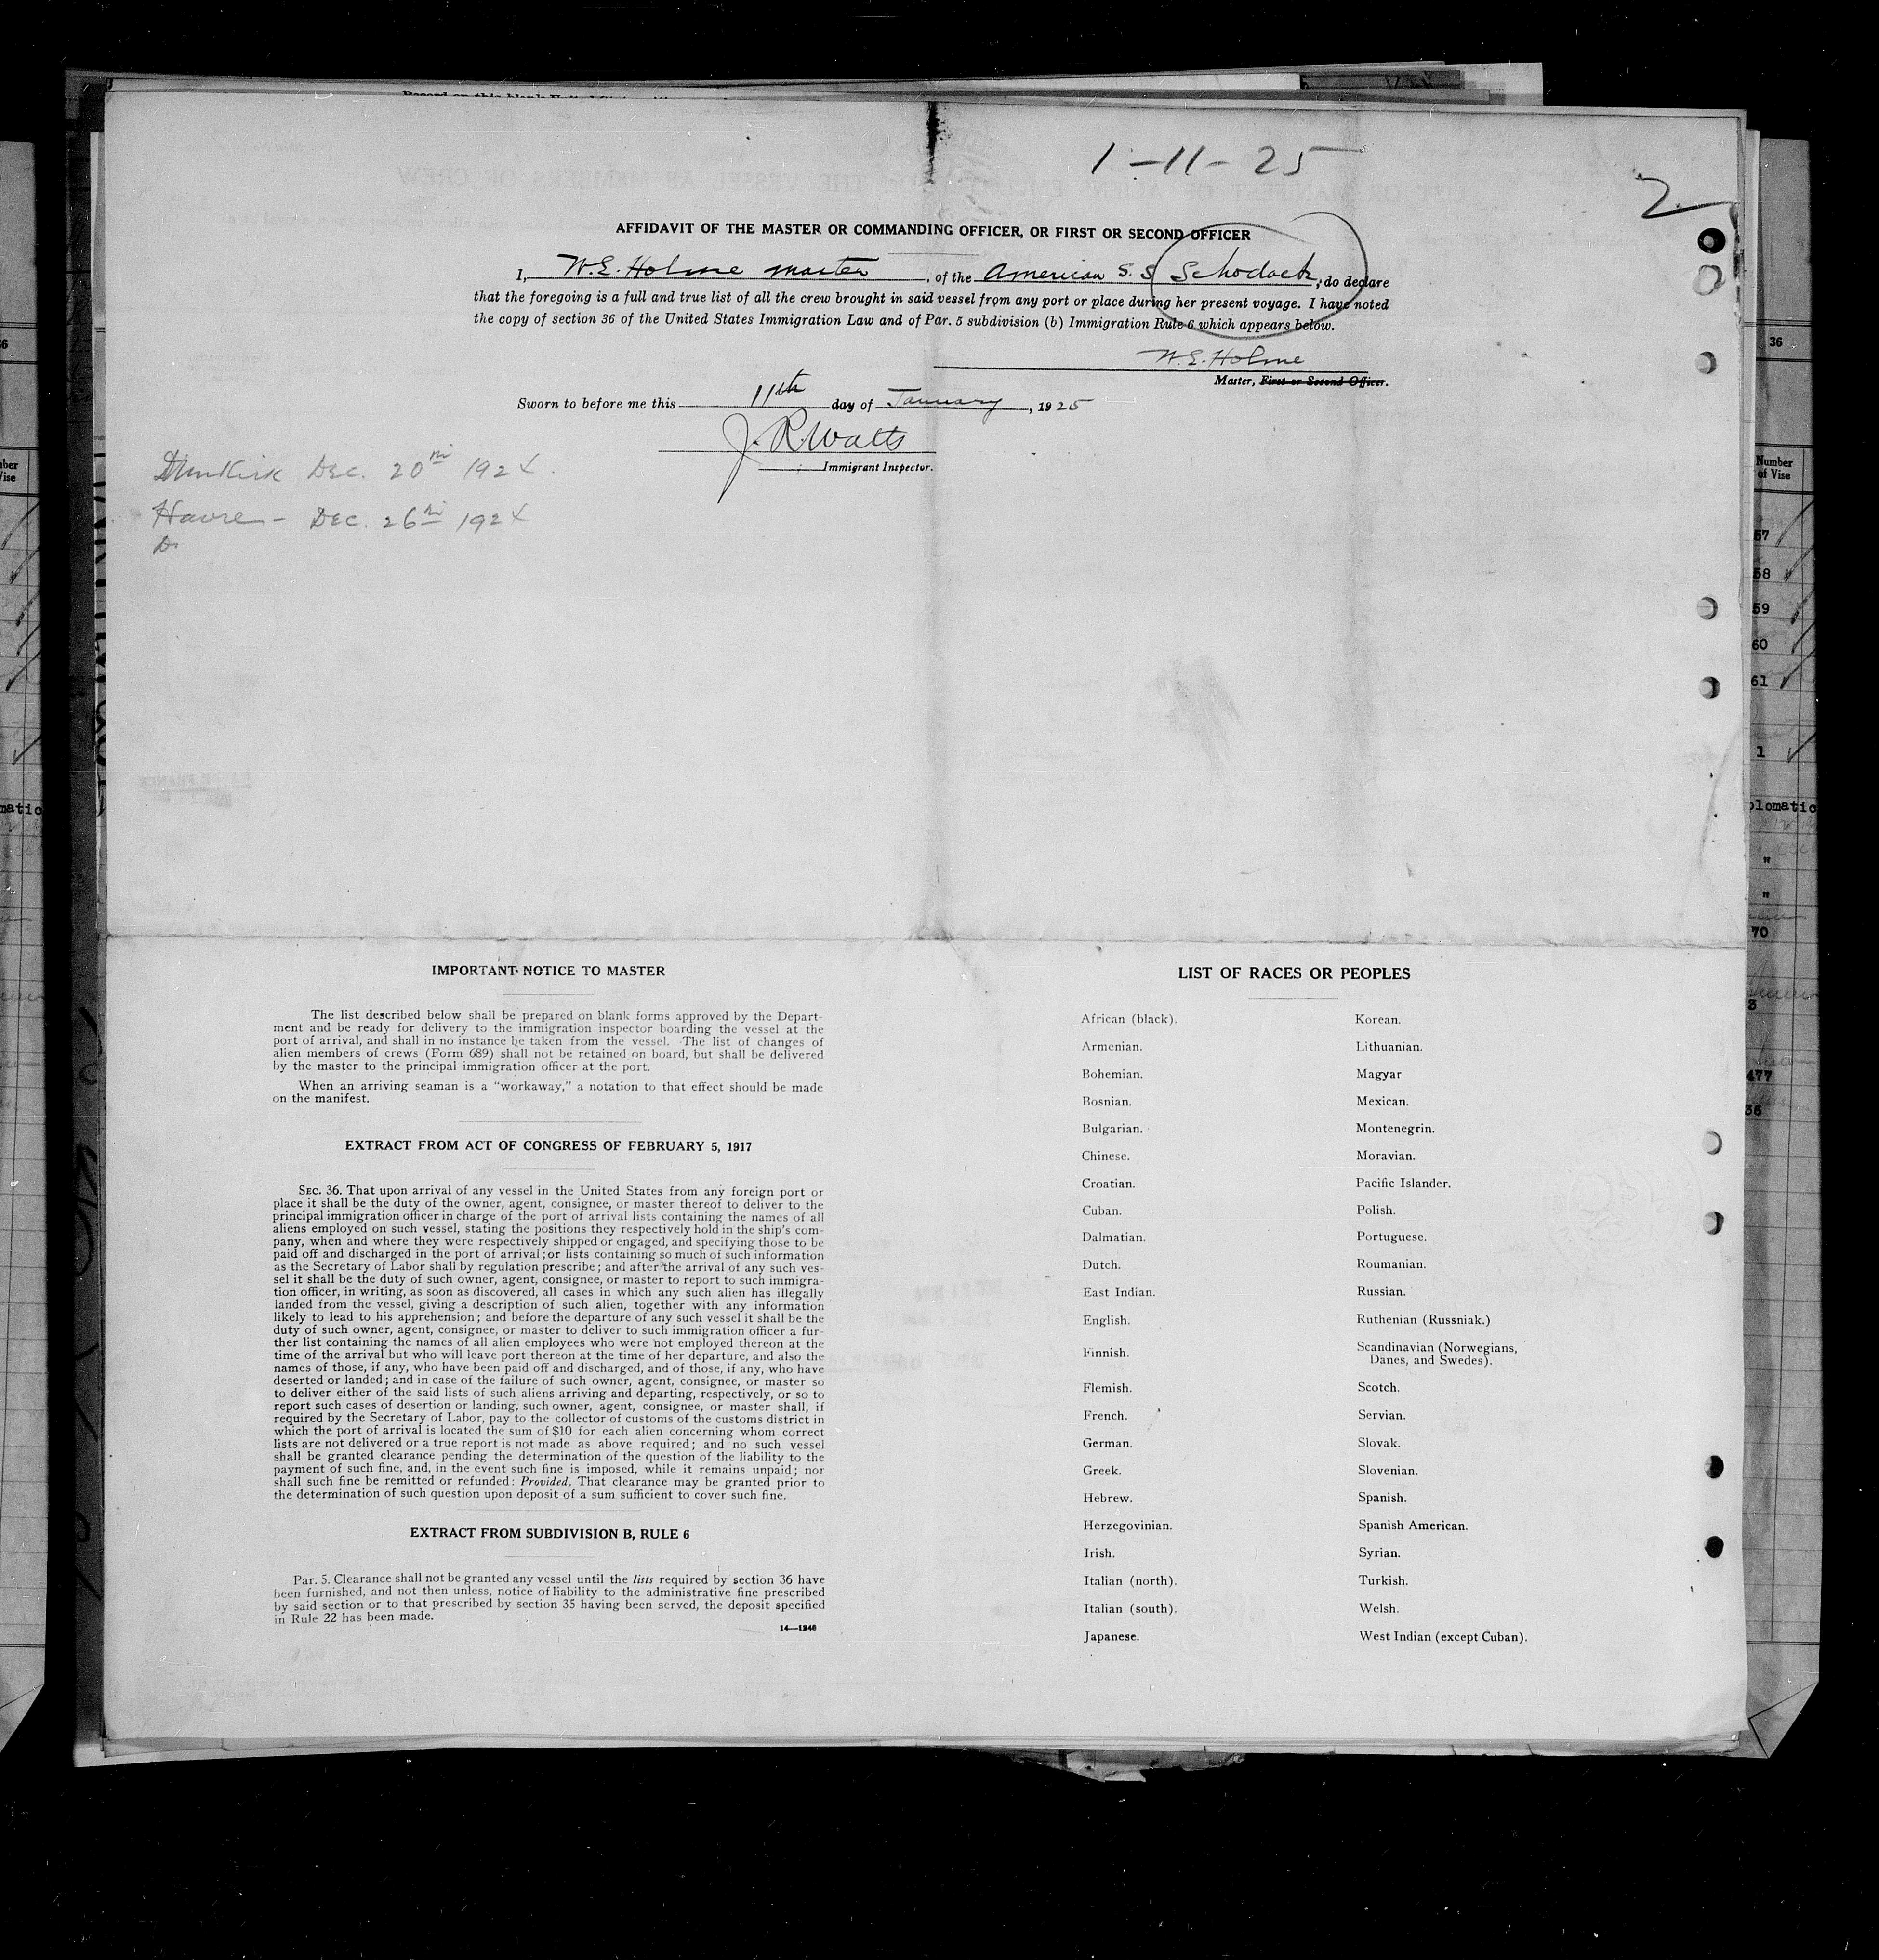 1-11-25
2
AFFIDAVIT OF THE MASTER OR COMMANDING OFFICER, OR FIRST OR SECOND OFFICER
I, W.E. Holme master, of the American S.S. Schodack, do declare
that the foregoing is a full and true list of all the crew brought in said vessel from any port or place during her present voyage. I have noted
the copy of section 36 of the United States Immigration Law and of Par. 5 subdivision (b) Immigration Rule 6 which appears below.
W.E. Holme
Master, First or Second Officer.
Sworn to before me this 11th day of January, 1925
J. R. Watts
Immigrant Inspector.
Dunkirk Dec. 20th 1924.
Havre - Dec. 26th 1924
IMPORTANT NOTICE TO MASTER
The list described below shall be prepared on blank forms approved by the Depart-
ment and be ready for delivery to the immigration inspector boarding the vessel at the
port of arrival, and shall in no instance be taken from the vessel. The list of changes of
alien members of crews (Form 689) shall not be retained on board, but shall be delivered
by the master to the principal immigration officer at the port.
When an arriving seaman is a "workaway," a notation to that effect should be made
on the manifest.
EXTRACT FROM ACT OF CONGRESS OF FEBRUARY 5, 1917
SEC. 36. That upon arrival of any vessel in the United States from any foreign port or
place it shall be the duty of the owner, agent, consignee, or master thereof to deliver to the
principal immigration officer in charge of the port of arrival lists containing the names of all
aliens employed on such vessel, stating the positions they respectively hold in the ship's com-
pany, when and where they were respectively shipped or engaged, and specifying those to be
paid off and discharged in the port of arrival; or lists containing so much of such information
as the Secretary of Labor shall by regulation prescribe; and after the arrival of any such ves-
sel it shall be the duty of such owner, agent, consignee, or master to report to such immigra-
tion officer, in writing, as soon as discovered, all cases in which any such alien has illegally
landed from the vessel, giving a description of such alien, together with any information
likely to lead to his apprehension; and before the departure of any such vessel it shall be the
duty of such owner, agent, consignee, or master to deliver to such immigration officer a fur-
ther list containing the names of all alien employees who were not employed thereon at the
time of the arrival but who will leave port thereon at the time of her departure, and also the
names of those, if any, who have been paid off and discharged, and of those, if any, who have
deserted or landed; and in case of the failure of such owner, agent, consignee, or master so
to deliver either of the said lists of such aliens arriving and departing, respectively, or so to
report such cases of desertion or landing, such owner, agent, consignee, or master shall, if
required by the Secretary of Labor, pay to the collector of customs of the customs district in
which the port of arrival is located the sum of $10 for each alien concerning whom correct
lists are not delivered or a true report is not made as above required; and no such vessel
shall be granted clearance pending the determination of the question of the liability to the
payment of such fine, and, in the event such fine is imposed, while it remains unpaid; nor
shall such fine be remitted or refunded: Provided, That clearance may be granted prior to
the determination of such question upon deposit of a sum sufficient to cover such fine.
EXTRACT FROM SUBDIVISION B, RULE 6
Par. 5. Clearance shall not be granted any vessel until the lists required by section 36 have
been furnished, and not then unless, notice of liability to the administrative fine prescribed
by said section or to that prescribed by section 35 having been served, the deposit specified
in Rule 22 has been made.
14—1246
LIST OF RACES OR PEOPLES
African (black).
Armenian.
Bohemian.
Bosnian.
Bulgarian.
Chinese.
Croatian.
Cuban.
Dalmatian.
Dutch.
East Indian.
English.
Finnish.
Flemish.
French.
German.
Greek.
Hebrew.
Herzegovinian.
Irish.
Italian (north).
Italian (south).
Japanese.
Korean.
Lithuanian.
Magyar
Mexican.
Montenegrin.
Moravian.
Pacific Islander.
Polish.
Portuguese.
Roumanian.
Russian.
Ruthenian (Russniak.)
Scandinavian (Norwegians,
Danes, and Swedes).
Scotch.
Servian.
Slovak.
Slovenian.
Spanish.
Spanish American.
Syrian.
Turkish.
Welsh.
West Indian (except Cuban).
36
Number
of Vise
57
58
59
60
61
1
"
"
70
3
477
36